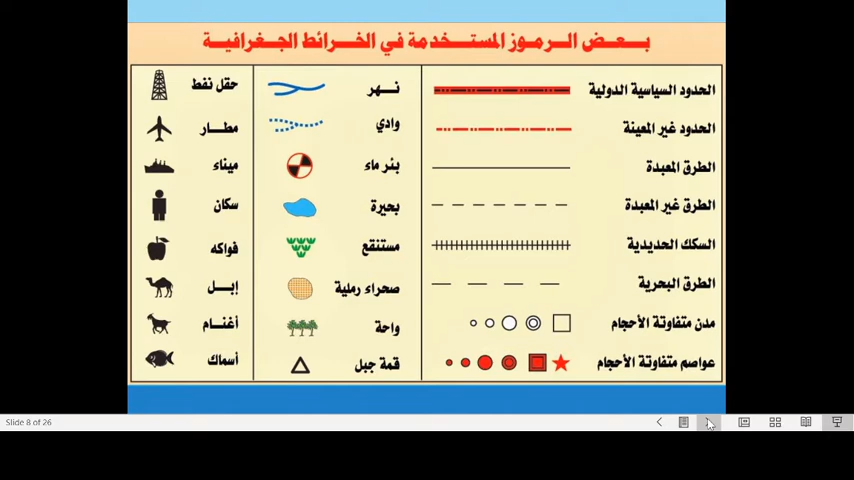 بعض الرموز المستخدمة في الخرائط الجغرافية
الحدود السياسية الدولية
الحدود غير المعينة
الطرق المعبدة
الطرق غير المعبدة
السكك الحديدية
الطرق البحرية
مدن متفاوتة الأحجام
عواصم متفاوتة الأحجام
نهر
وادي
بئر ماء
بحيرة
مستنقع
صحراء رملية
واحة
قمة جبل
حقل نفط
مطار
ميناء
سكان
فواكه
إبل
أغنام
أسماك
Slide 8 of 26